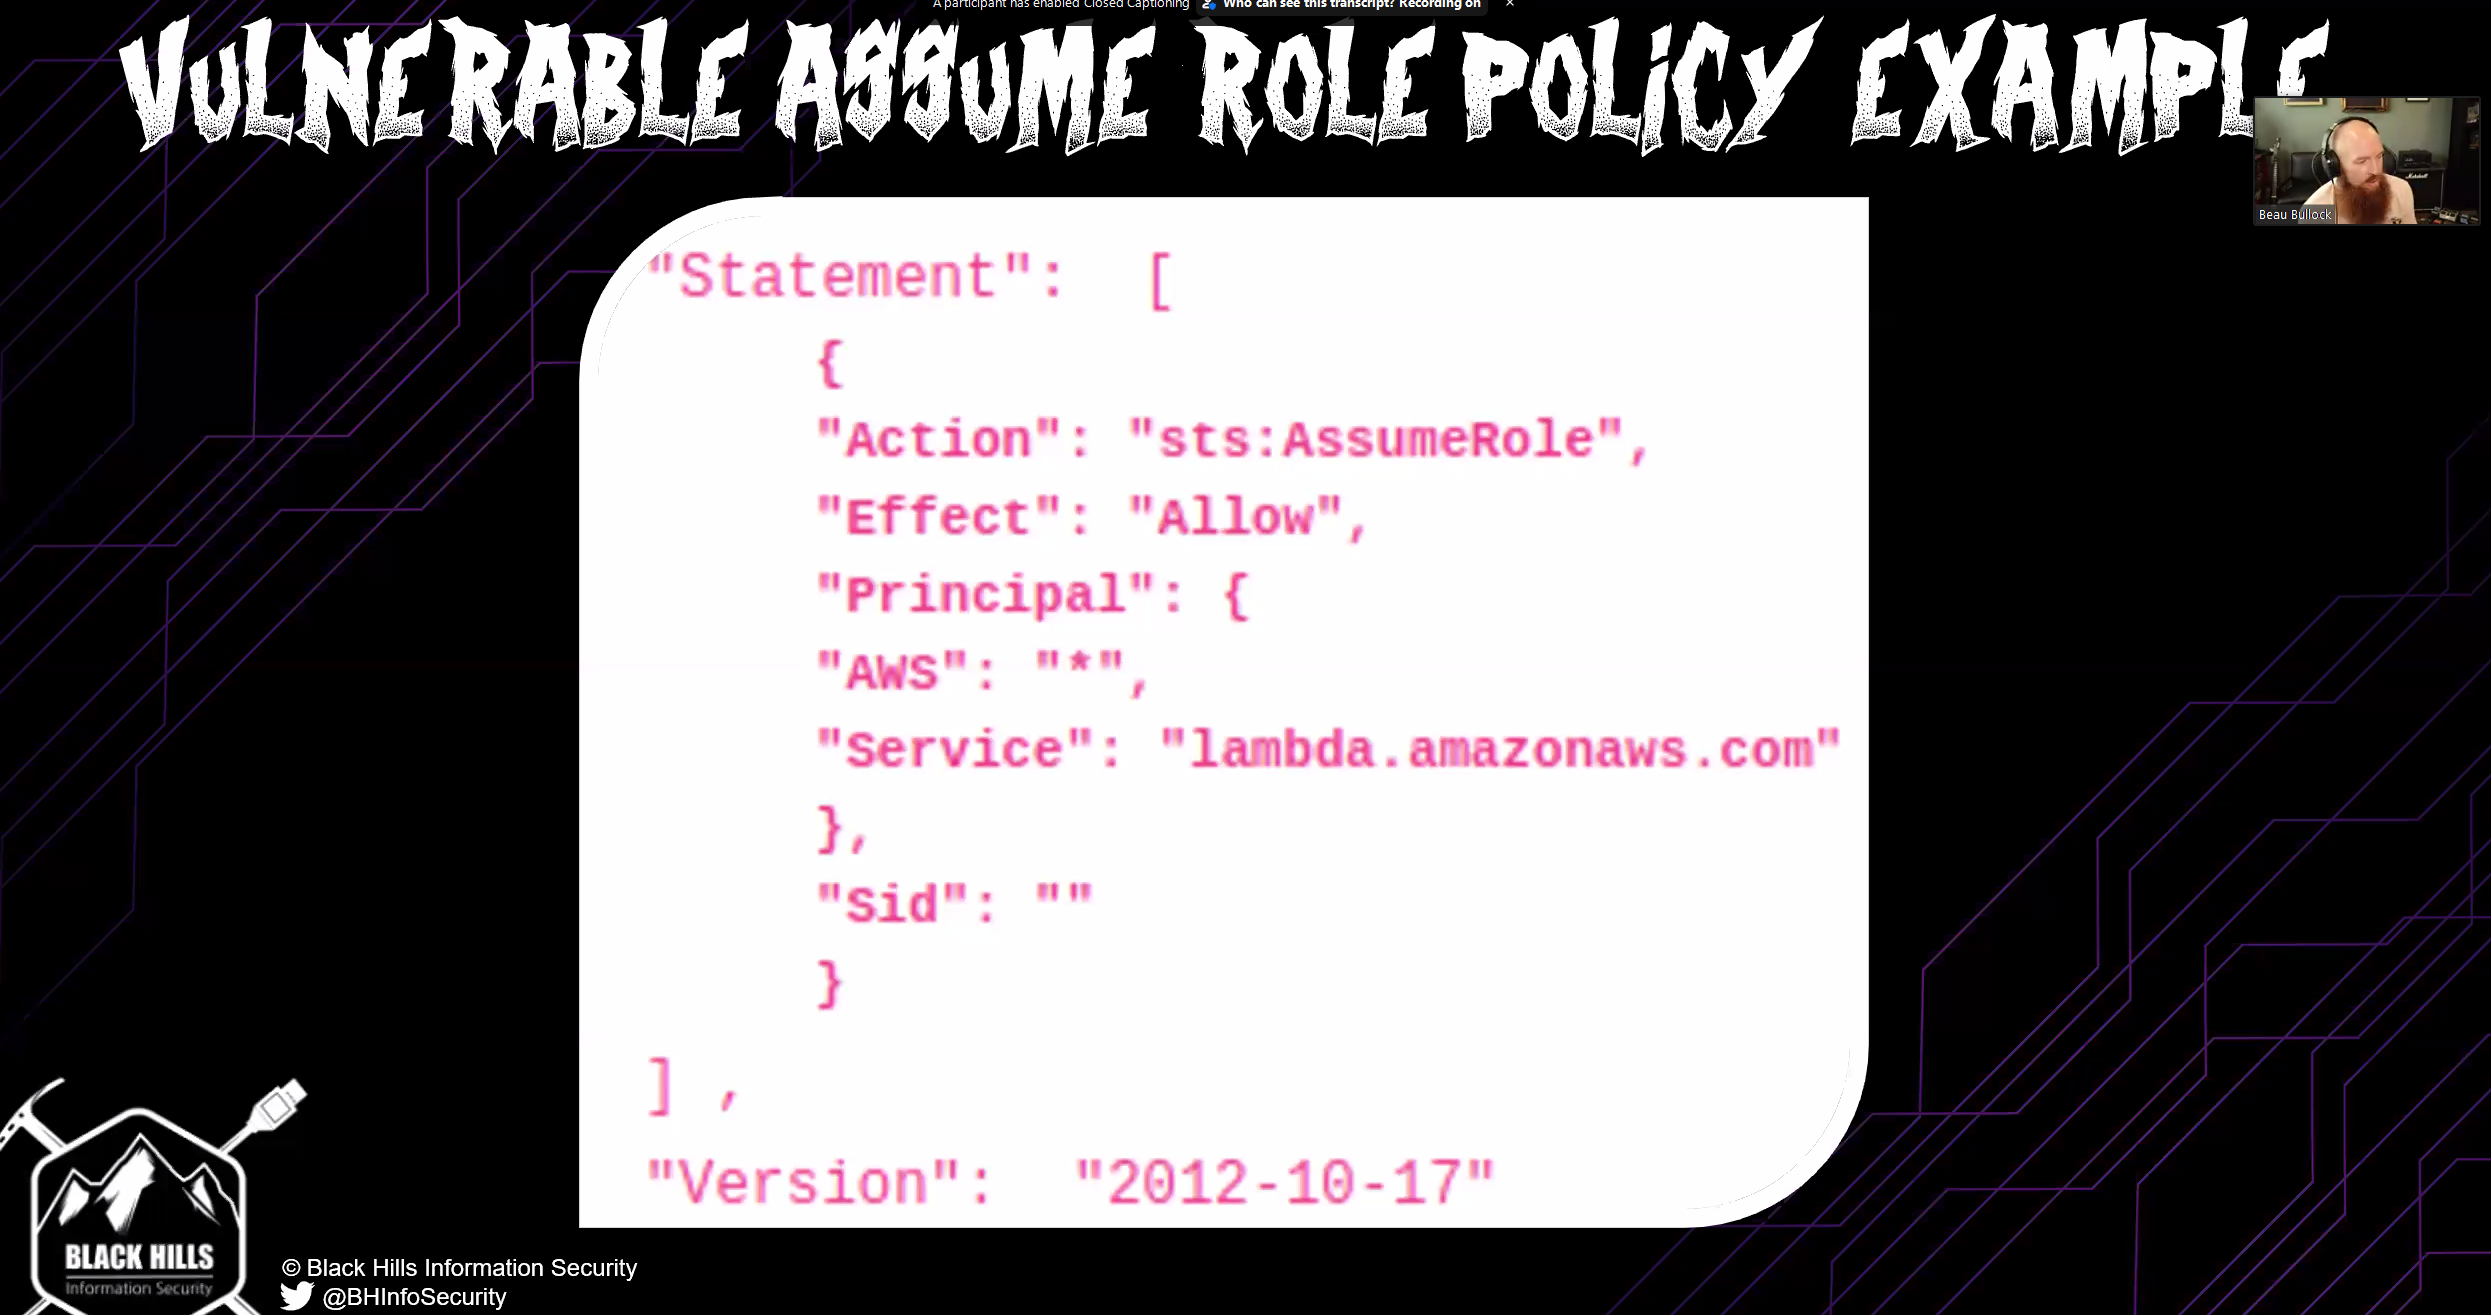 A participant has enabled Closed Captioning Who can see this transcript? Recording on ×
VULNERABLE ASSUME ROLE POLICY EXAMPLE
Marshall
Beau Bullock
"Statement": [
{
"Action": "sts:AssumeRole",
"Effect": "Allow",
"Principal": {
"AWS": "*",
"Service": "lambda.amazonaws.com"
},
"Sid": ""
}
] ,
"Version": "2012-10-17"
BLACK HILLS
Information Security
© Black Hills Information Security
@BHInfoSecurity